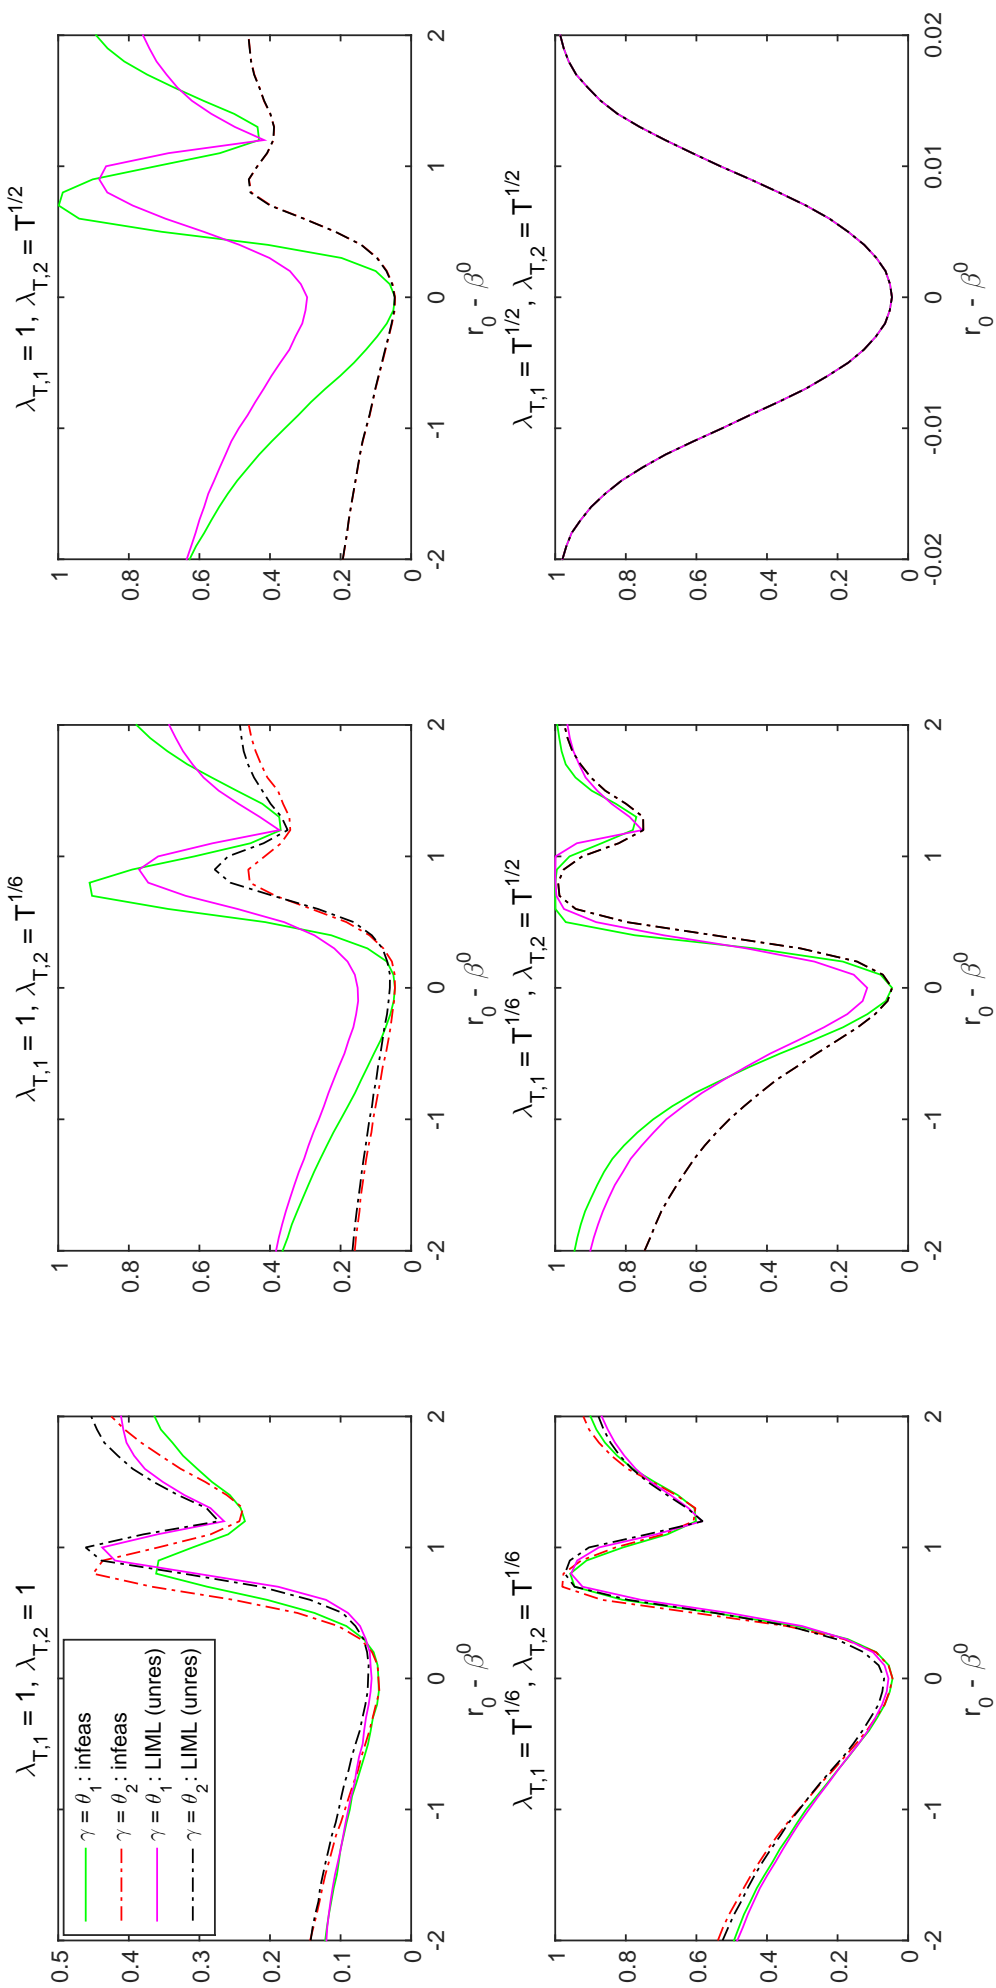 λT,1 = 1, λT,2 = 1
0.5
0.4
0.3
0.2
0.1
0
γ = θ1: infeas
γ = θ2: infeas
γ = θ1: LIML (unres)
γ = θ2: LIML (unres)
-2 -1 0 1 2
r0 - β0
λT,1 = 1, λT,2 = T1/6
1
0.8
0.6
0.4
0.2
0
-2 -1 0 1 2
r0 - β0
λT,1 = 1, λT,2 = T1/2
1
0.8
0.6
0.4
0.2
0
-2 -1 0 1 2
r0 - β0
λT,1 = T1/6, λT,2 = T1/6
1
0.8
0.6
0.4
0.2
0
-2 -1 0 1 2
r0 - β0
λT,1 = T1/6, λT,2 = T1/2
1
0.8
0.6
0.4
0.2
0
-2 -1 0 1 2
r0 - β0
λT,1 = T1/2, λT,2 = T1/2
1
0.8
0.6
0.4
0.2
0
-0.02 -0.01 0 0.01 0.02
r0 - β0